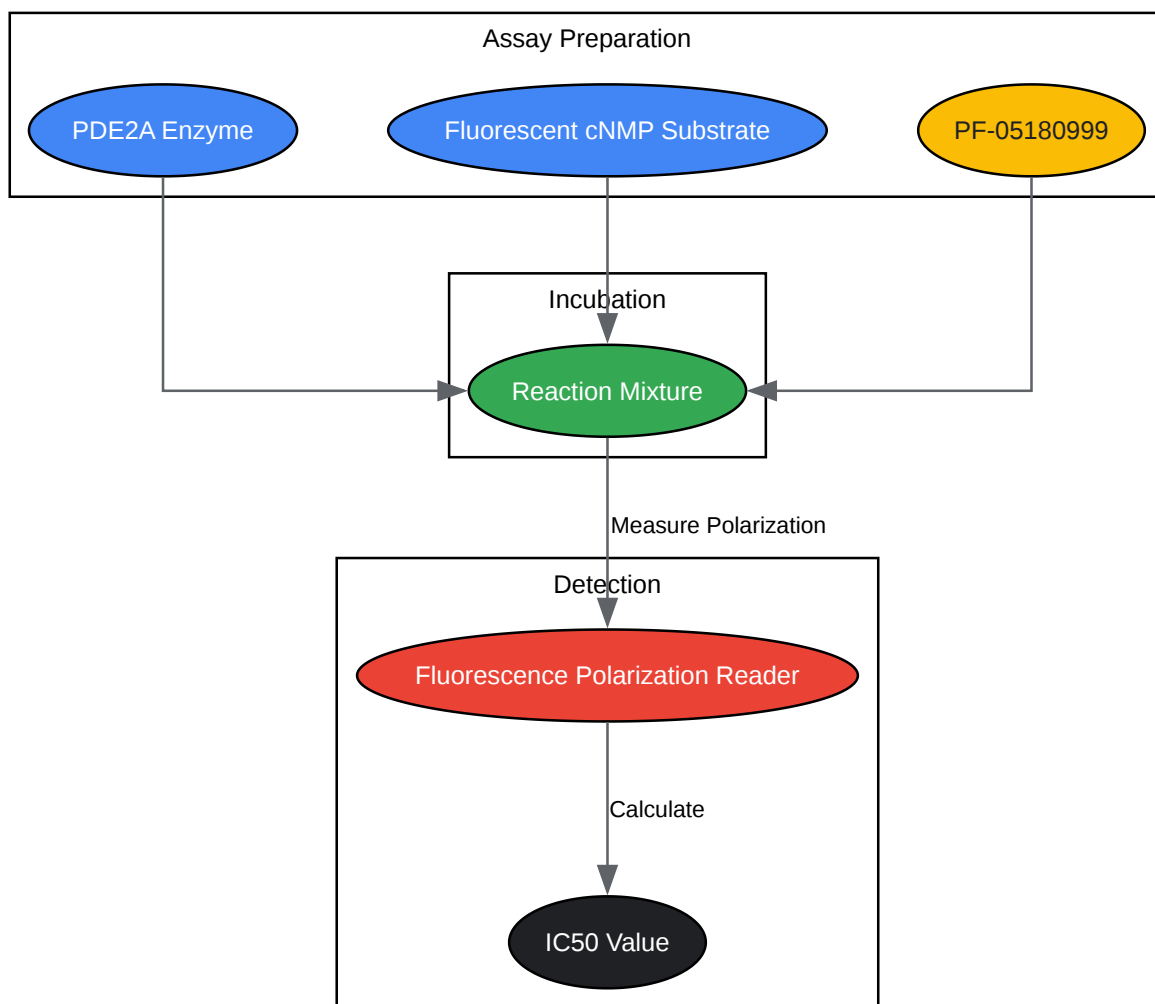 Assay Preparation
PDE2A Enzyme
Fluorescent cNMP Substrate
PF-05180999
Incubation
Reaction Mixture
Measure Polarization
Detection
Fluorescence Polarization Reader
Calculate
IC50 Value